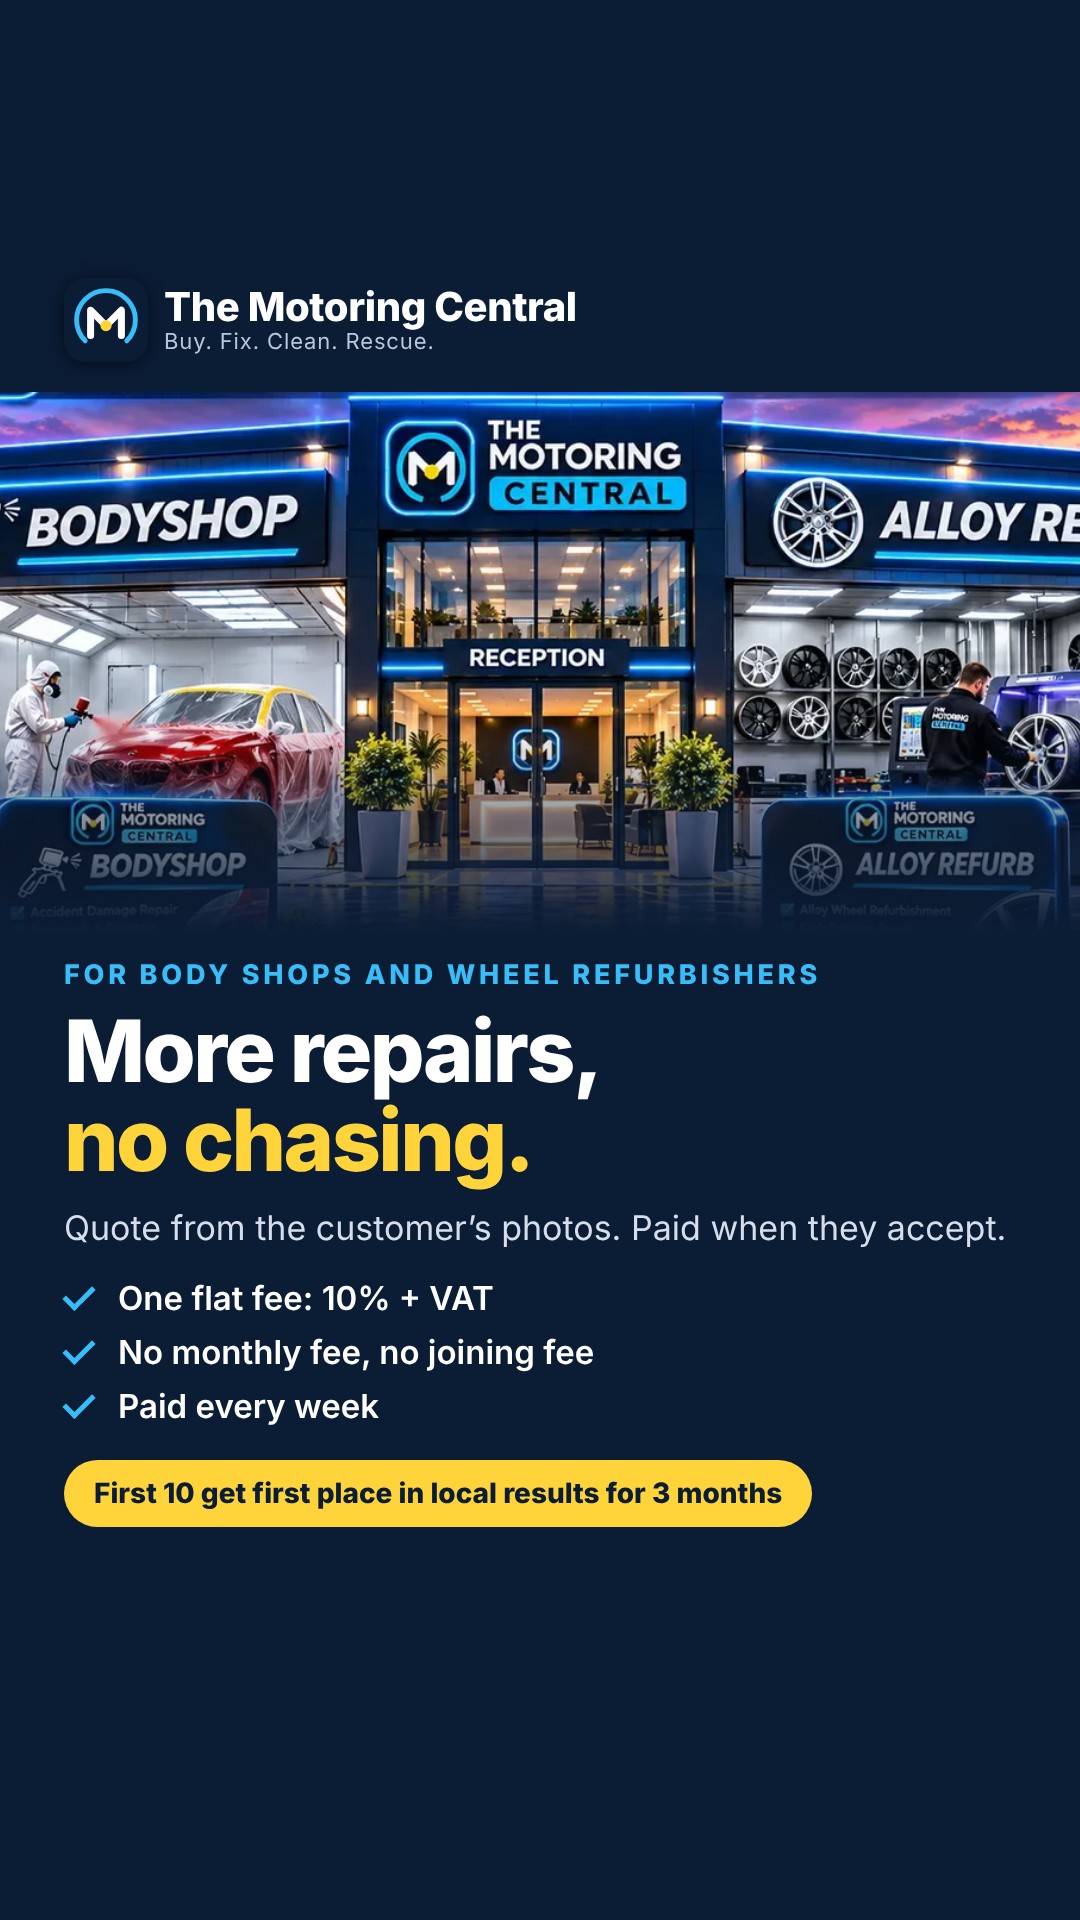 The Motoring Central
Buy. Fix. Clean. Rescue.
THE
MOTORING
CENTRAL
BODYSHOP
ALLOY RE
RECEPTION
THE
MOTORING
CENTRAL
THE
MOTORING
CENTRAL
BODYSHOP
Accident Damage Repair
THE
MOTORING
CENTRAL
ALLOY REFURB
Alloy Wheel Refurbishment
FOR BODY SHOPS AND WHEEL REFURBISHERS
More repairs,
no chasing.
Quote from the customer’s photos. Paid when they accept.
One flat fee: 10% + VAT
No monthly fee, no joining fee
Paid every week
First 10 get first place in local results for 3 months